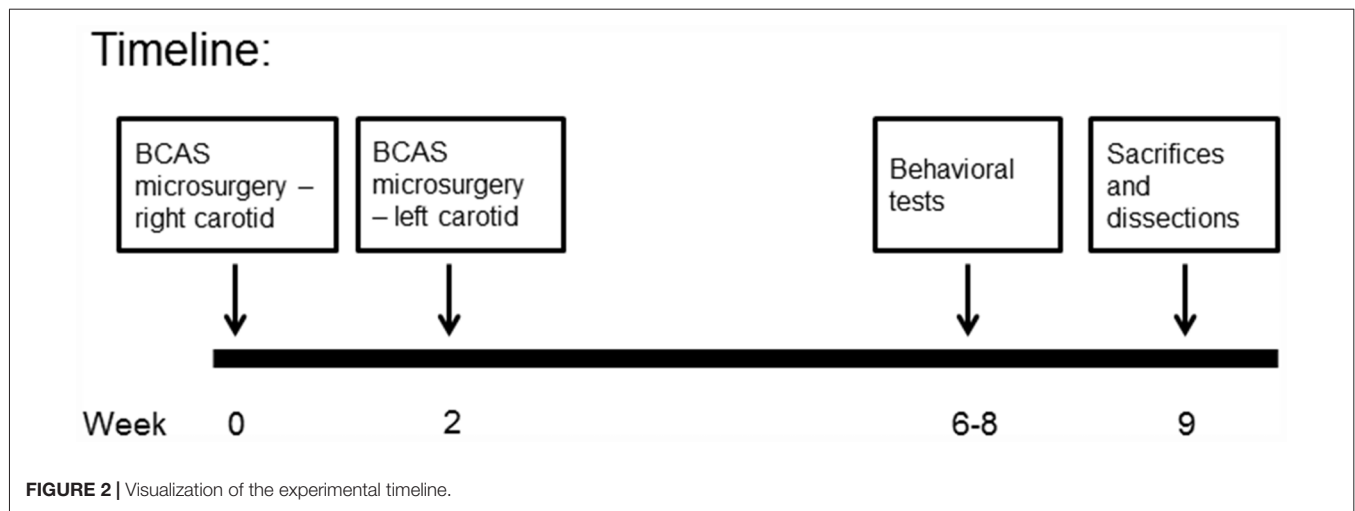 Timeline:
BCAS
microsurgery –
right carotid
BCAS
microsurgery
– left carotid
Behavioral
tests
Sacrifices
and
dissections
Week 0 2 6-8 9
FIGURE 2 | Visualization of the experimental timeline.